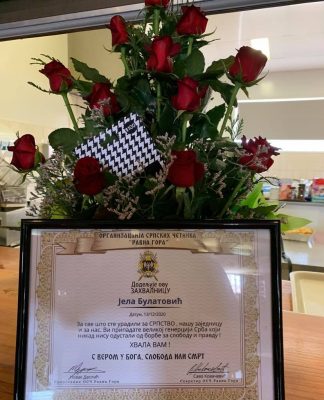 ОРГАНИЗАЦИЈА СРПСКИХ ЧЕТНИКА
"РАВНА ГОРА"
Додељује ову
ЗАХВАЛНИЦУ
Јела Булатовић
Датум, 13/12/2020
За све што сте урадили за СРПСТВО, нашу заједницу
и за нас. Ви припадате великој генерацији Срба који
никад нису одустали од борбе за слободу и правду!
ХВАЛА ВАМ!
С ВЕРОМ У БОГА, СЛОБОДА ИЛИ СМРТ